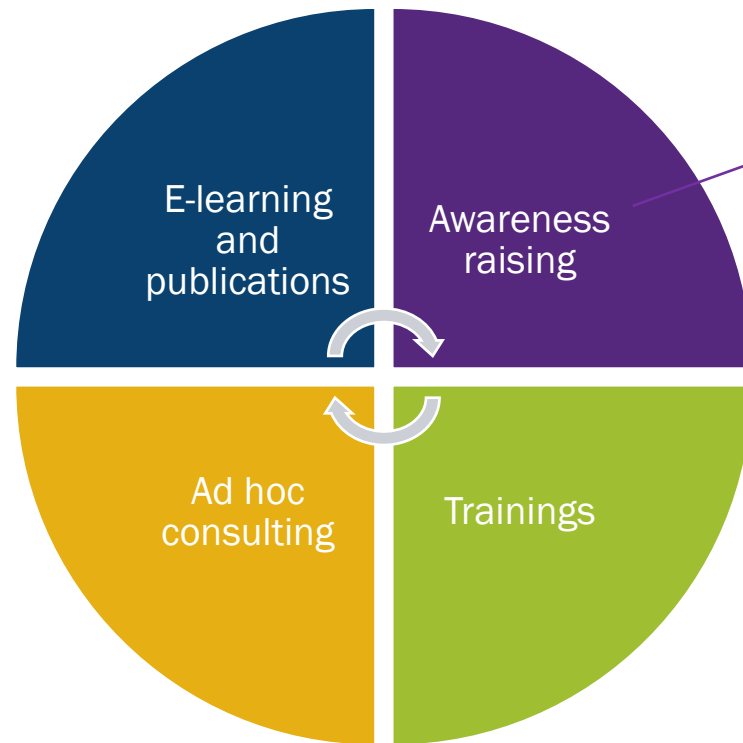 E-learning
and
publications
Awareness
raising
Ad hoc
consulting
Trainings